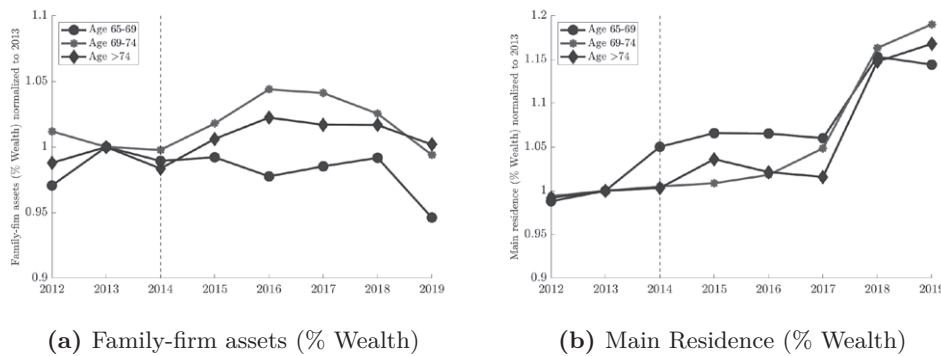 Family-fim assets (% Wealth) normalized to 2013
1.1
1.05
1
0.95
0.9
Age 65-69
Age 69-74
Age >74
2012 2013 2014 2015 2016 2017 2018 2019
(a) Family-firm assets (% Wealth)
Main residence (% Wealth) normalized to 2013
1.2
1.15
1.1
1.05
1
0.95
0.9
Age 65-69
Age 69-74
Age >74
2012 2013 2014 2015 2016 2017 2018 2019
(b) Main Residence (% Wealth)